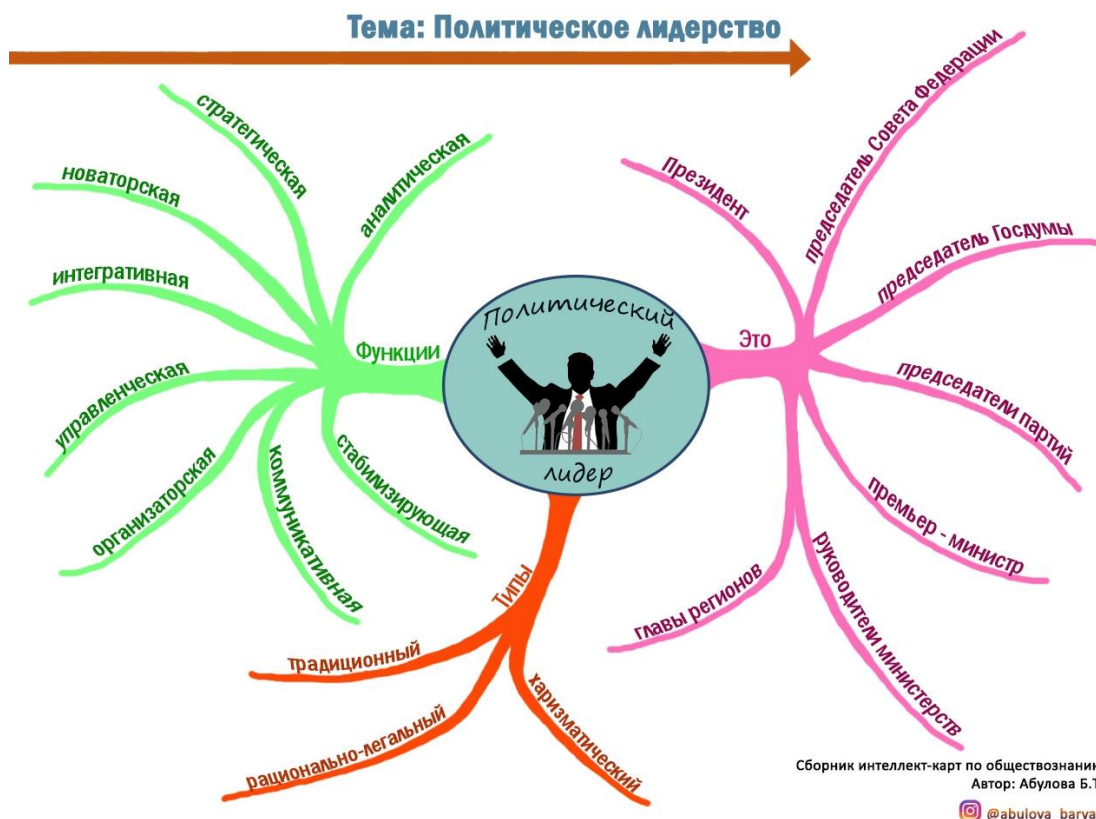 Тема: Политическое лидерство
Политический
лидер
Функции
аналитическая
стратегическая
новаторская
интегративная
управленческая
организаторская
коммуникативная
стабилизирующая
Типы
традиционный
рационально-легальный
харизматический
Это
Президент
председатель Совета Федерации
председатель Госдумы
председатели партий
премьер - министр
руководители министерств
главы регионов
Сборник интеллект-карт по обществознани
Автор: Абулова Б.Т
@abulova_barya